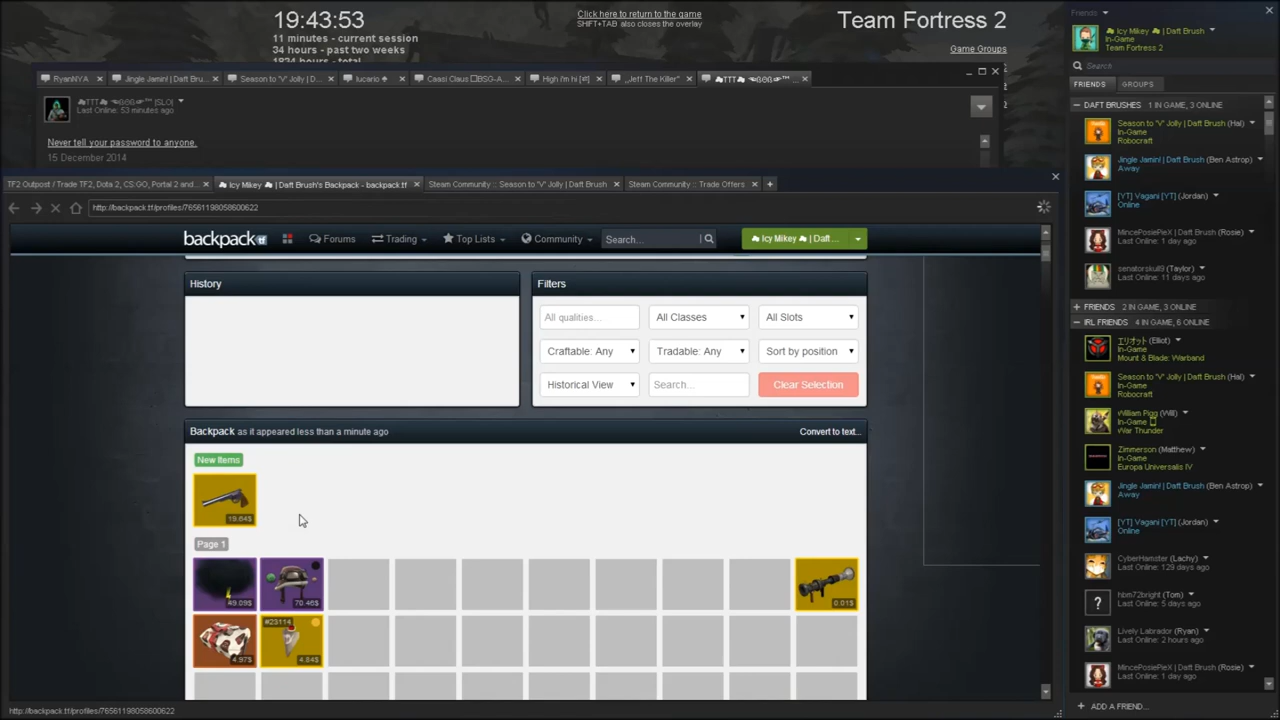 19:43:53
11 minutes - current session
34 hours - past two weeks
Click here to return to the game
SHIFT+TAB also closes the overlay
Team Fortress 2
Game Groups
RyanNYA
Jingle Jamin! | Daft Bru...
Season to "V" Jolly | D...
lucario ♠
Caasi Claus □BSG-A...
High i'm hi [#]
,,Jeff The Killer"
Last Online: 53 minutes ago
Never tell your password to anyone.
15 December 2014
TF2 Outpost / Trade TF2, Dota 2, CS:GO, Portal 2 and...
Icy Mikey | Daft Brush's Backpack - backpack.tf
Steam Community :: Season to 'V' Jolly | Daft Brush
Steam Community :: Trade Offers
http://backpack.tf/profiles/76561198058600622
backpack.tf
Forums
Trading
Top Lists
Community
Search...
Icy Mikey | Daft ...
History
Filters
All qualities...
All Classes
All Slots
Craftable: Any
Tradable: Any
Sort by position
Historical View
Search...
Clear Selection
Backpack as it appeared less than a minute ago
Convert to text...
New Items
19.64$
Page 1
49.09$
70.46$
0.01$
4.97$
#23114
4.64$
http://backpack.tf/profiles/76561198058600622
Friends
Icy Mikey | Daft Brush
In-Game
Team Fortress 2
Search
FRIENDS
GROUPS
DAFT BRUSHES 1 IN GAME, 3 ONLINE
Season to "V" Jolly | Daft Brush (Hal)
In-Game
Robocraft
Jingle Jamin! | Daft Brush (Ben Astrop)
Away
[YT] Vagani [YT] (Jordan)
Online
MincePosiePieX | Daft Brush (Rosie)
Last Online: 1 day ago
senatorskull9 (Taylor)
Last Online: 11 days ago
FRIENDS 2 IN GAME, 3 ONLINE
IRL FRIENDS 4 IN GAME, 6 ONLINE
エリオット (Elliot)
In-Game
Mount & Blade: Warband
Season to "V" Jolly | Daft Brush (Hal)
In-Game
Robocraft
William Pigg (Will)
In-Game
War Thunder
Zimmerson (Matthew)
In-Game
Europa Universalis IV
Jingle Jamin! | Daft Brush (Ben Astrop)
Away
[YT] Vagani [YT] (Jordan)
Online
CyberHamster (Lachy)
Last Online: 129 days ago
hbm72bright (Tom)
Last Online: 5 days ago
Lively Labrador (Ryan)
Last Online: 2 hours ago
MincePosiePieX | Daft Brush (Rosie)
Last Online: 1 day ago
ADD A FRIEND...